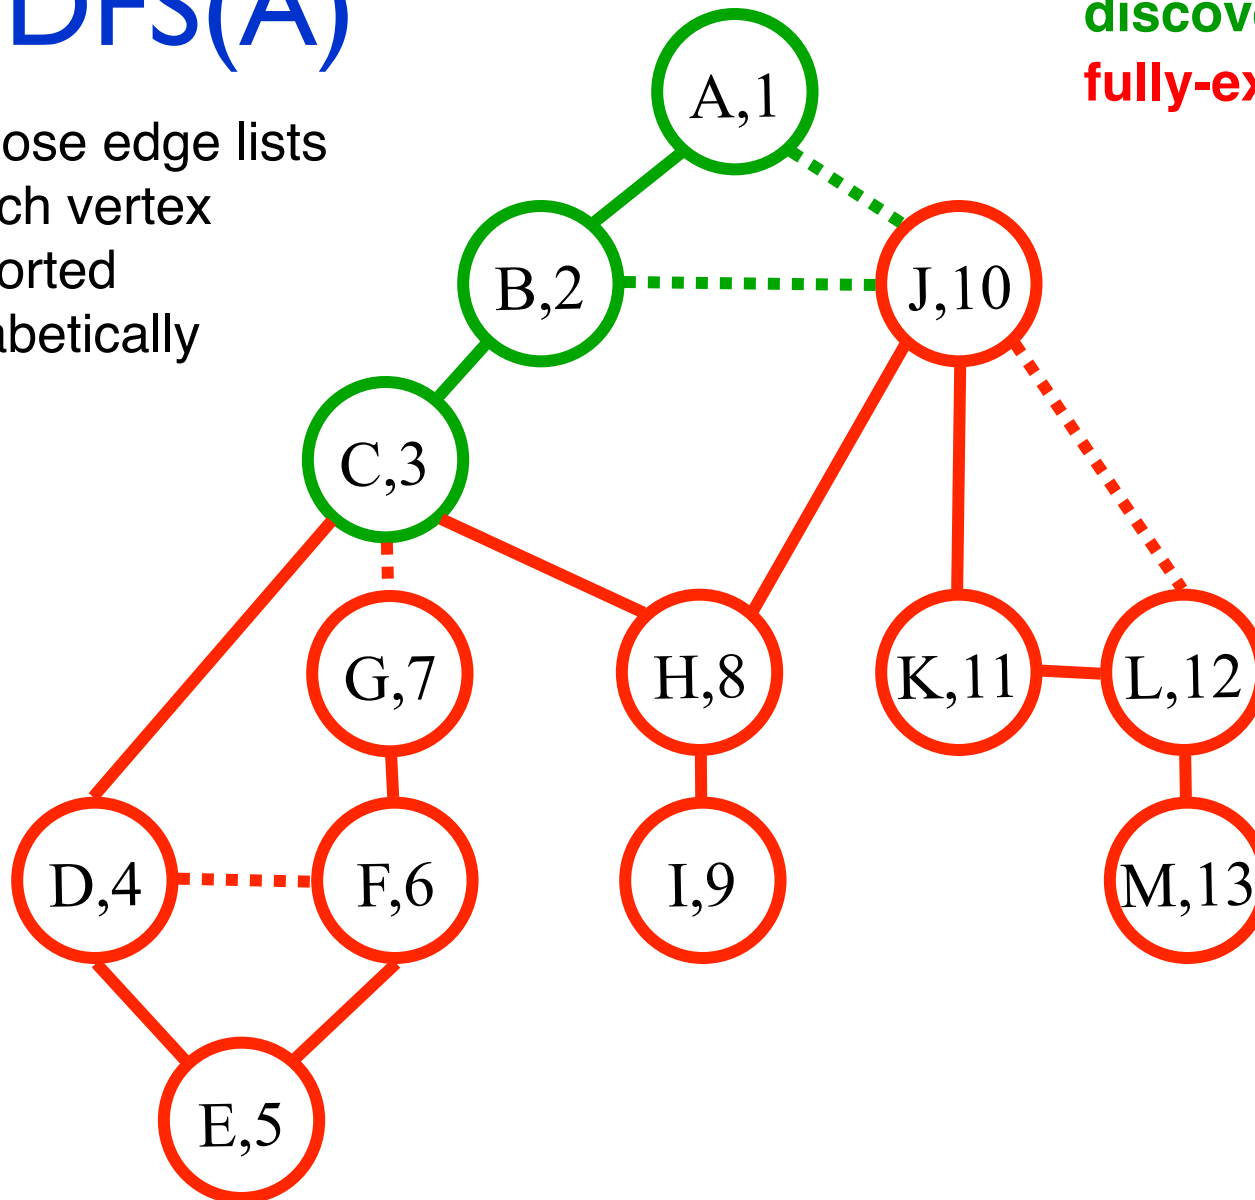 DFS(A)
discov
fully-ex
ose edge lists
ch vertex
orted
abetically
A,1
B,2
J,10
C,3
G,7
H,8
K,11
L,12
D,4
F,6
I,9
M,13
E,5